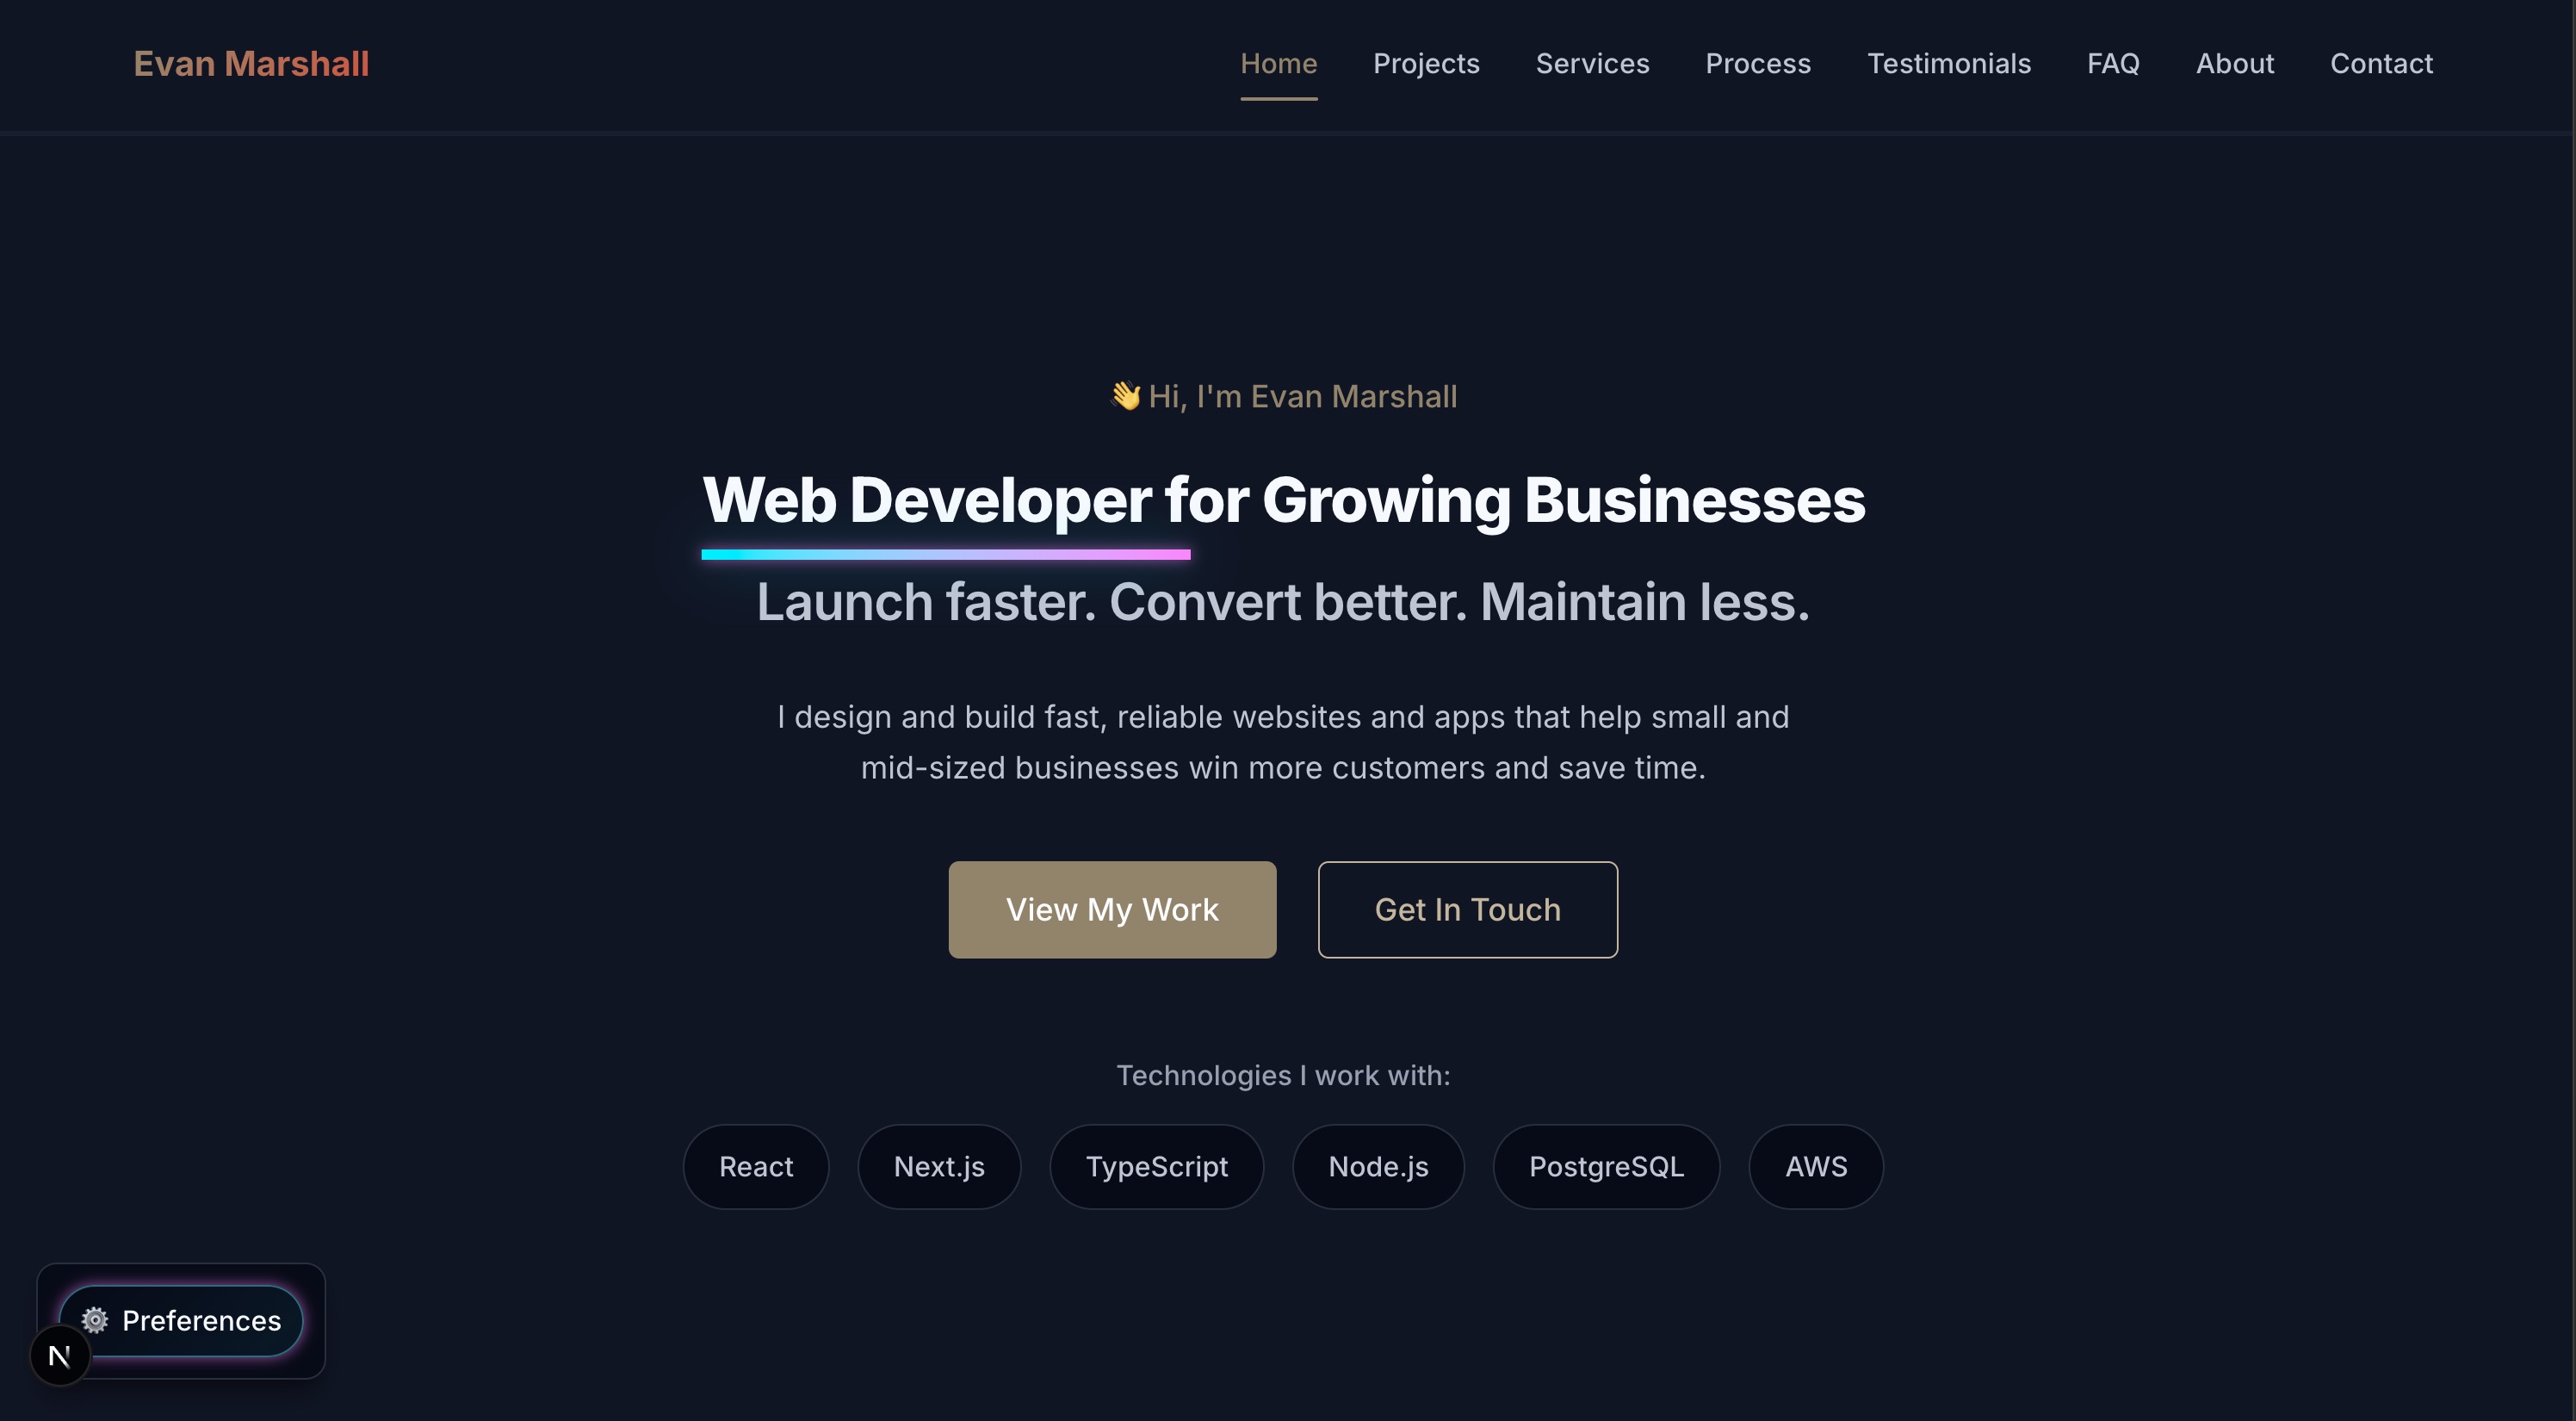 Evan Marshall
Home Projects Services Process Testimonials FAQ About Contact
👋 Hi, I'm Evan Marshall
Web Developer for Growing Businesses
Launch faster. Convert better. Maintain less.
I design and build fast, reliable websites and apps that help small and
mid-sized businesses win more customers and save time.
View My Work Get In Touch
Technologies I work with:
React Next.js TypeScript Node.js PostgreSQL AWS
⚙️ Preferences
N